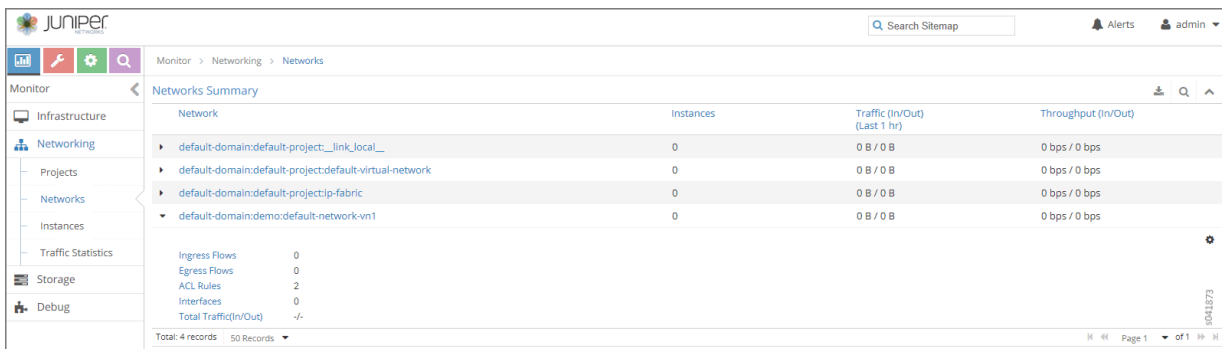 JUNIPER
NETWORKS
Search Sitemap
Alerts
admin
Monitor > Networking > Networks
Monitor
Networks Summary
Infrastructure
Networking
Projects
Networks
Instances
Traffic Statistics
Storage
Debug
Network Instances Traffic (In/Out) Throughput (In/Out)
(Last 1 hr)
default-domain:default-project:__link_local__ 0 0 B / 0 B 0 bps / 0 bps
default-domain:default-project:default-virtual-network 0 0 B / 0 B 0 bps / 0 bps
default-domain:default-project:ip-fabric 0 0 B / 0 B 0 bps / 0 bps
default-domain:demo:default-network-vn1 0 0 B / 0 B 0 bps / 0 bps
Ingress Flows 0
Egress Flows 0
ACL Rules 2
Interfaces 0
Total Traffic(In/Out) -/-
s041873
Total: 4 records 50 Records
Page 1 of 1